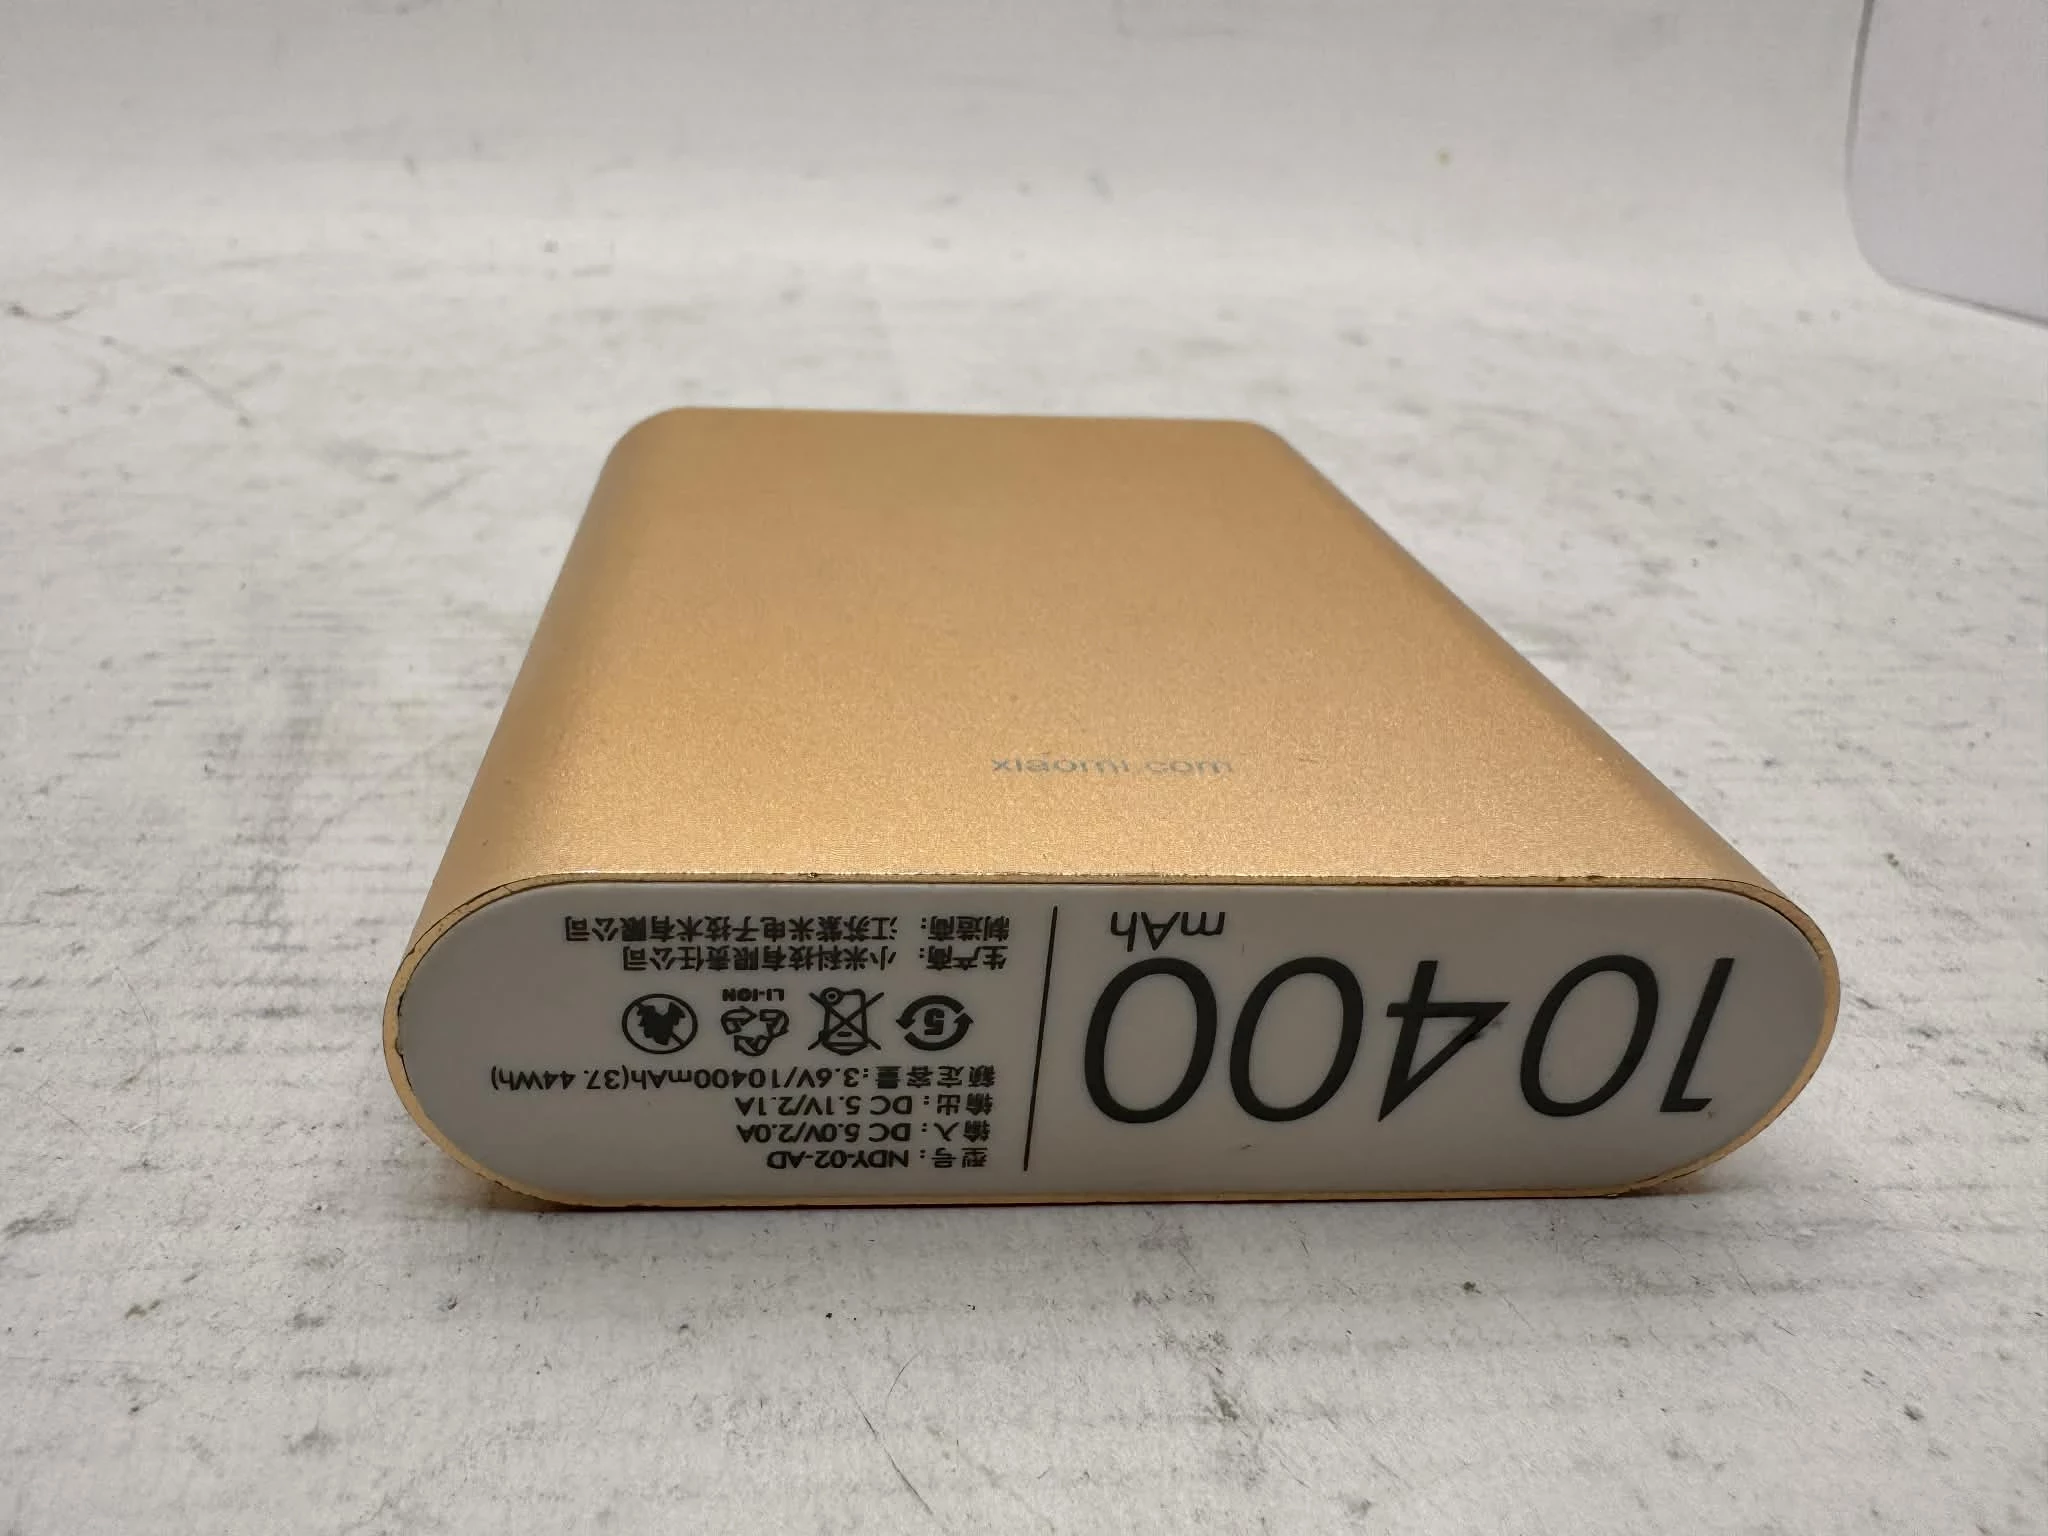 xiaomi.com
10400
mAh
型号：NDY-02-AD
输入：DC 5.0V/2.0A
输出：DC 5.1V/2.1A
额定容量:3.6V/10400mAh(37.44Wh)
5
LI-ION
生产商：小米科技有限责任公司
制造商：江苏紫米电子技术有限公司